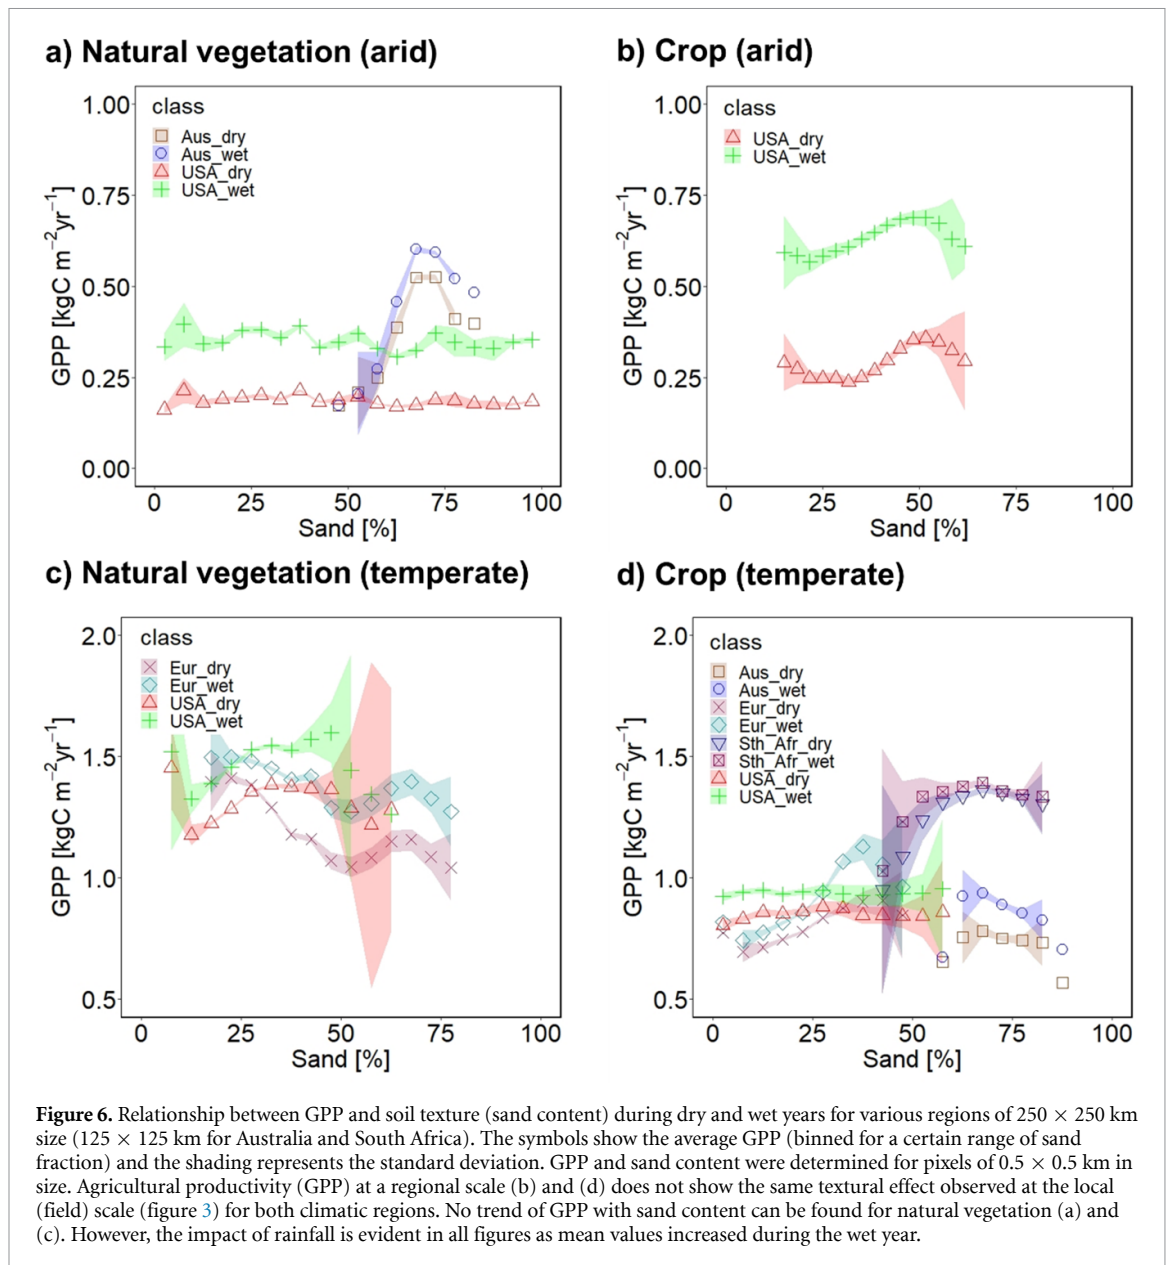 a) Natural vegetation (arid)
class
Aus_dry
Aus_wet
USA_dry
USA_wet
1.00
0.75
0.50
0.25
0.00
GPP [kgC m−2yr−1]
0 25 50 75 100
Sand [%]
b) Crop (arid)
class
USA_dry
USA_wet
1.00
0.75
0.50
0.25
0.00
GPP [kgC m−2yr−1]
0 25 50 75 100
Sand [%]
c) Natural vegetation (temperate)
class
Eur_dry
Eur_wet
USA_dry
USA_wet
2.0
1.5
1.0
0.5
GPP [kgC m−2yr−1]
0 25 50 75 100
Sand [%]
d) Crop (temperate)
class
Aus_dry
Aus_wet
Eur_dry
Eur_wet
Sth_Afr_dry
Sth_Afr_wet
USA_dry
USA_wet
2.0
1.5
1.0
0.5
GPP [kgC m−2yr−1]
0 25 50 75 100
Sand [%]
Figure 6. Relationship between GPP and soil texture (sand content) during dry and wet years for various regions of 250 × 250 km
size (125 × 125 km for Australia and South Africa). The symbols show the average GPP (binned for a certain range of sand
fraction) and the shading represents the standard deviation. GPP and sand content were determined for pixels of 0.5 × 0.5 km in
size. Agricultural productivity (GPP) at a regional scale (b) and (d) does not show the same textural effect observed at the local
(field) scale (figure 3) for both climatic regions. No trend of GPP with sand content can be found for natural vegetation (a) and
(c). However, the impact of rainfall is evident in all figures as mean values increased during the wet year.